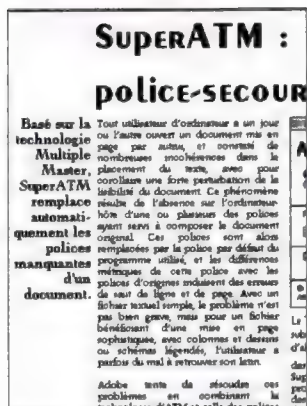 SuperATM :
police-secour
Basé sur la
technologie
Multiple
Master,
SuperATM
remplace
automati-
quement les
polices
manquantes
d'un
document.
Tout utilisateur d'ordinateur a un jour
ou l'autre ouvert un document mis en
page par autrui, et constaté de
nombreuses incohérences dans le
placement du texte, avec pour
corollaire une forte perturbation de la
lisibilité du document. Ce phénomène
résulte de l'absence sur l'ordinateur-
hôte d'une ou plusieurs des polices
ayant servi à composer le document
original. Ces polices sont alors
remplacées par la police par défaut du
programme utilisé, et les différences
métriques de cette police avec les
polices d'origines induisent des erreurs
de saut de ligne et de page. Avec un
fichier textuel simple, le problème n'est
pas bien grave, mais pour un fichier
bénéficiant d'une mise en page
sophistiquée, avec colonnes et dessins
ou schémas légendés, l'utilisateur a
parfois du mal à retrouver son latin.
Adobe tente de résoudre ces
problèmes en combinant la